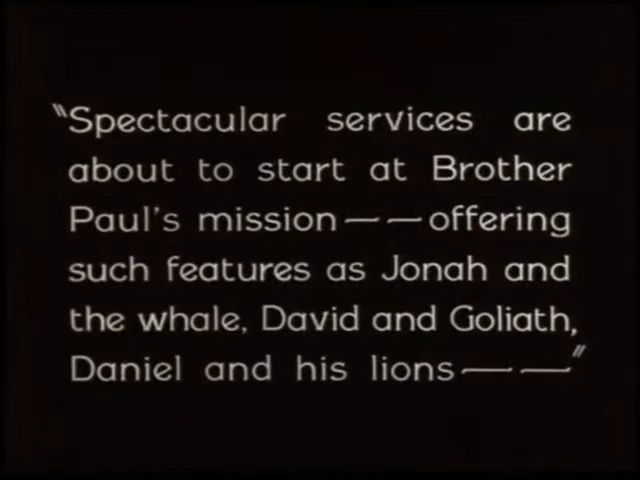 "Spectacular services are
about to start at Brother
Paul's mission — — offering
such features as Jonah and
the whale, David and Goliath,
Daniel and his lions — —"